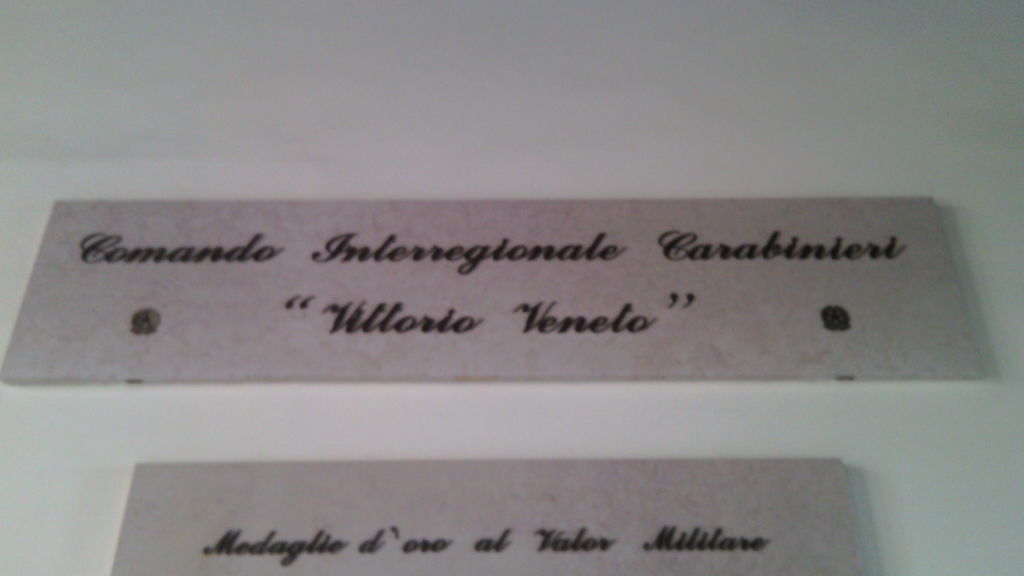 Comando Interregionale Carabinieri
“Vittorio Veneto”
Medaglie d`oro al Valor Militare